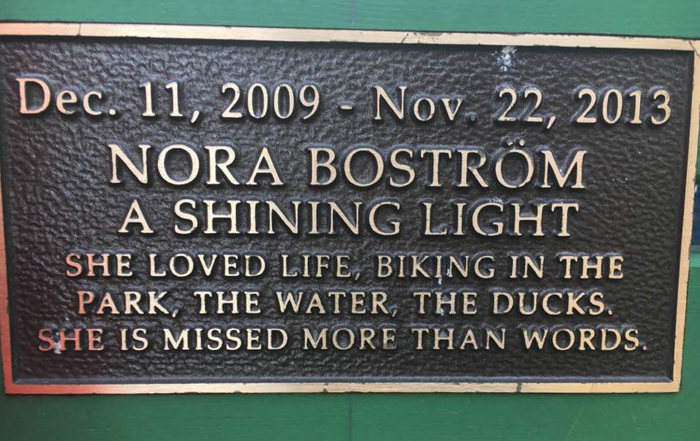 Dec. 11, 2009 - Nov. 22, 2013
NORA BOSTRÖM
A SHINING LIGHT
SHE LOVED LIFE, BIKING IN THE
PARK, THE WATER, THE DUCKS.
SHE IS MISSED MORE THAN WORDS.